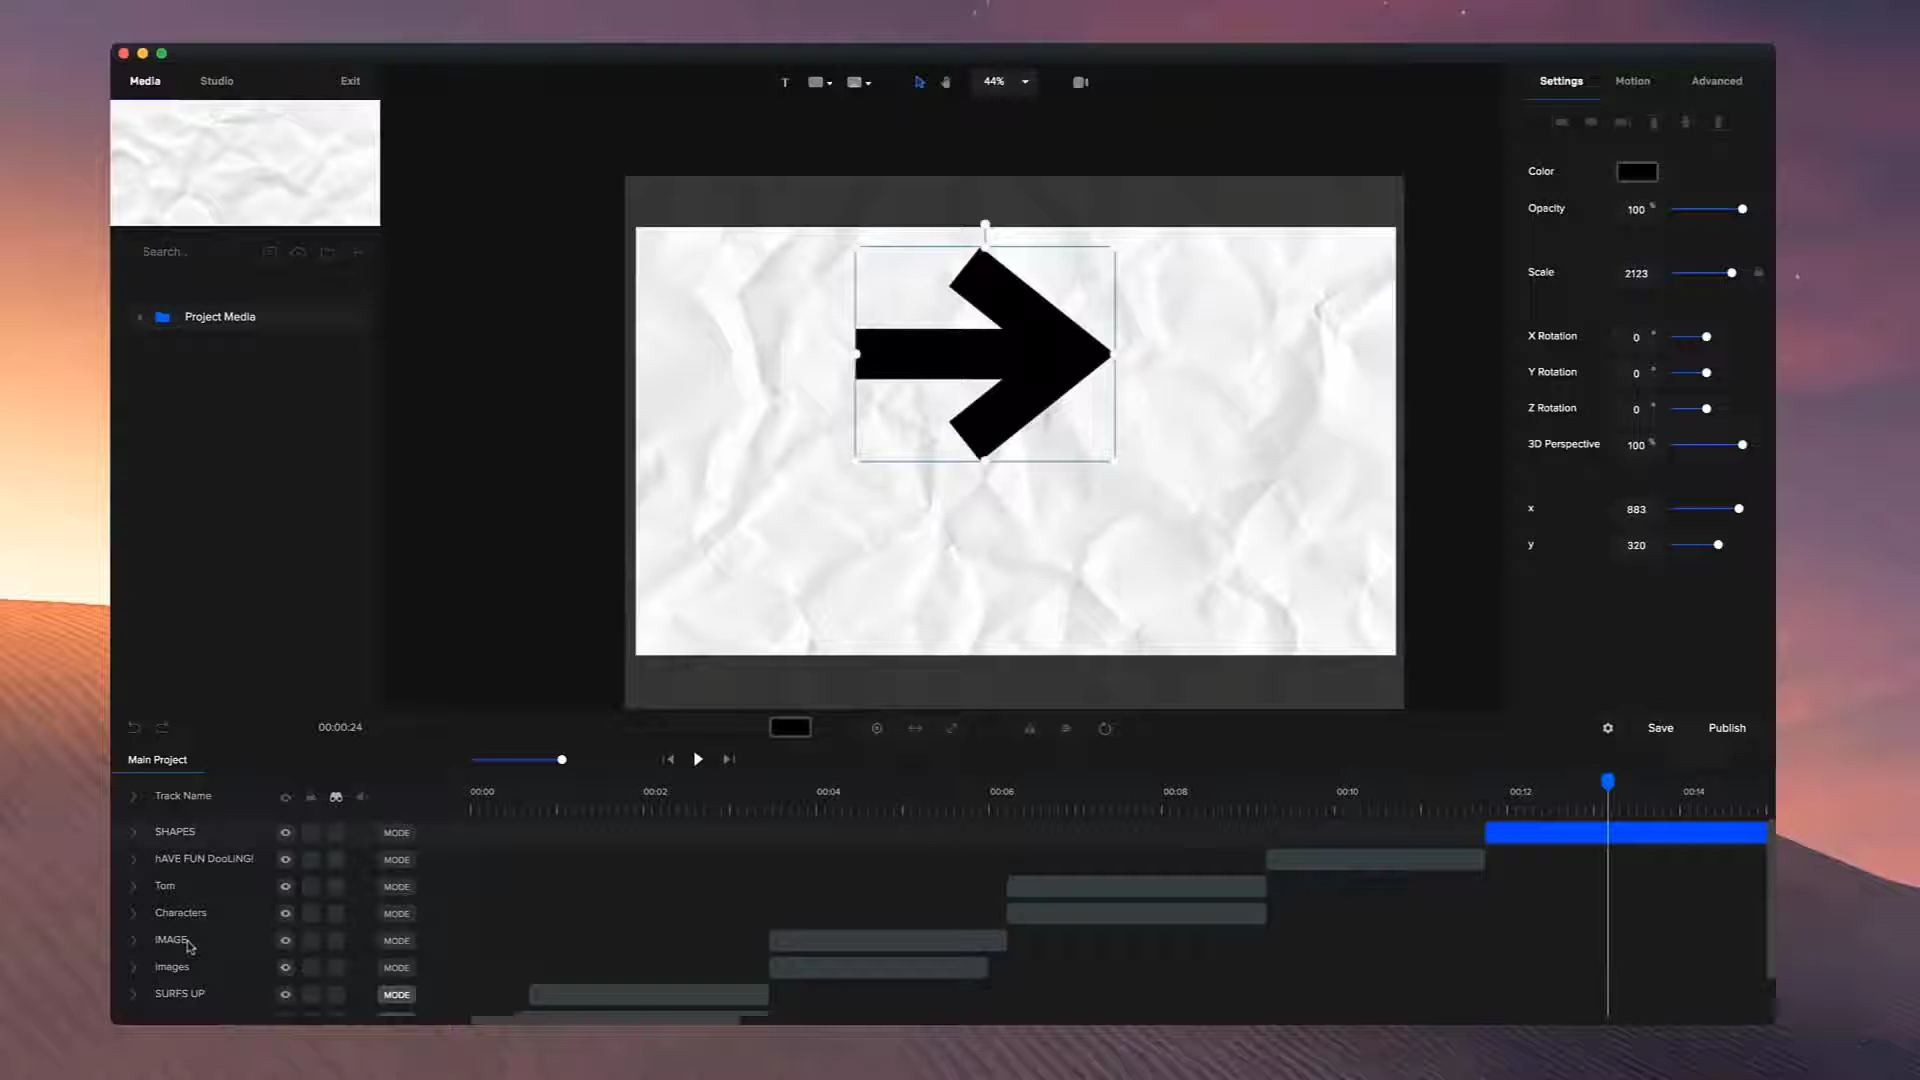 Media Studio Exit
T 44%
Settings Motion Advanced
Color
Opacity 100 %
Search...
Scale 2123
Project Media
X Rotation 0 °
Y Rotation 0 °
Z Rotation 0 °
3D Perspective 100 %
x 883
y 320
00:00:24
Save Publish
Main Project
Track Name
00:00 00:02 00:04 00:06 00:08 00:10 00:12 00:14
SHAPES MODE
hAVE FUN DooLiNG! MODE
Tom MODE
Characters MODE
IMAGE MODE
Images MODE
SURFS UP MODE